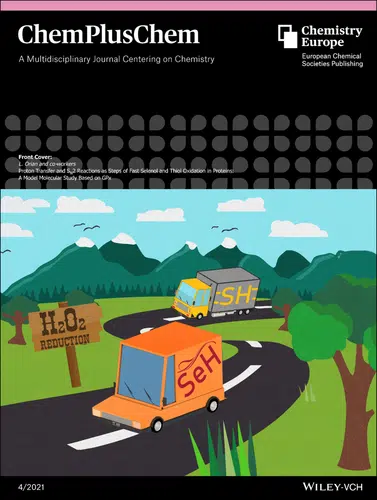 ChemPlusChem
A Multidisciplinary Journal Centering on Chemistry
Chemistry
Europe
European Chemical
Societies Publishing
Front Cover:
L. Orian and co-workers
Proton Transfer and SN2 Reactions as Steps of Fast Selenol and Thiol Oxidation in Proteins:
A Model Molecular Study Based on GPx
SH
H2O2
REDUCTION
SeH
4/2021
WILEY-VCH